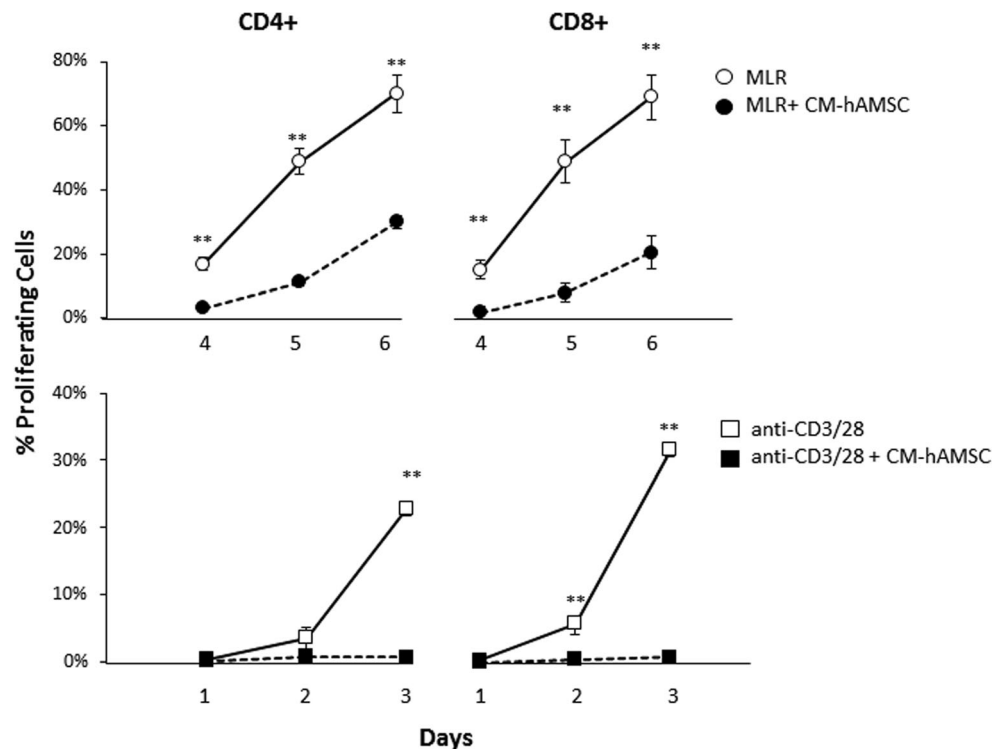 CD4+ CD8+
80%
60%
40%
20%
0%
** ** **
** ** **
4 5 6
4 5 6
MLR
MLR+ CM-hAMSC
% Proliferating Cells
40%
30%
20%
10%
0%
**
** **
1 2 3
1 2 3
anti-CD3/28
anti-CD3/28 + CM-hAMSC
Days